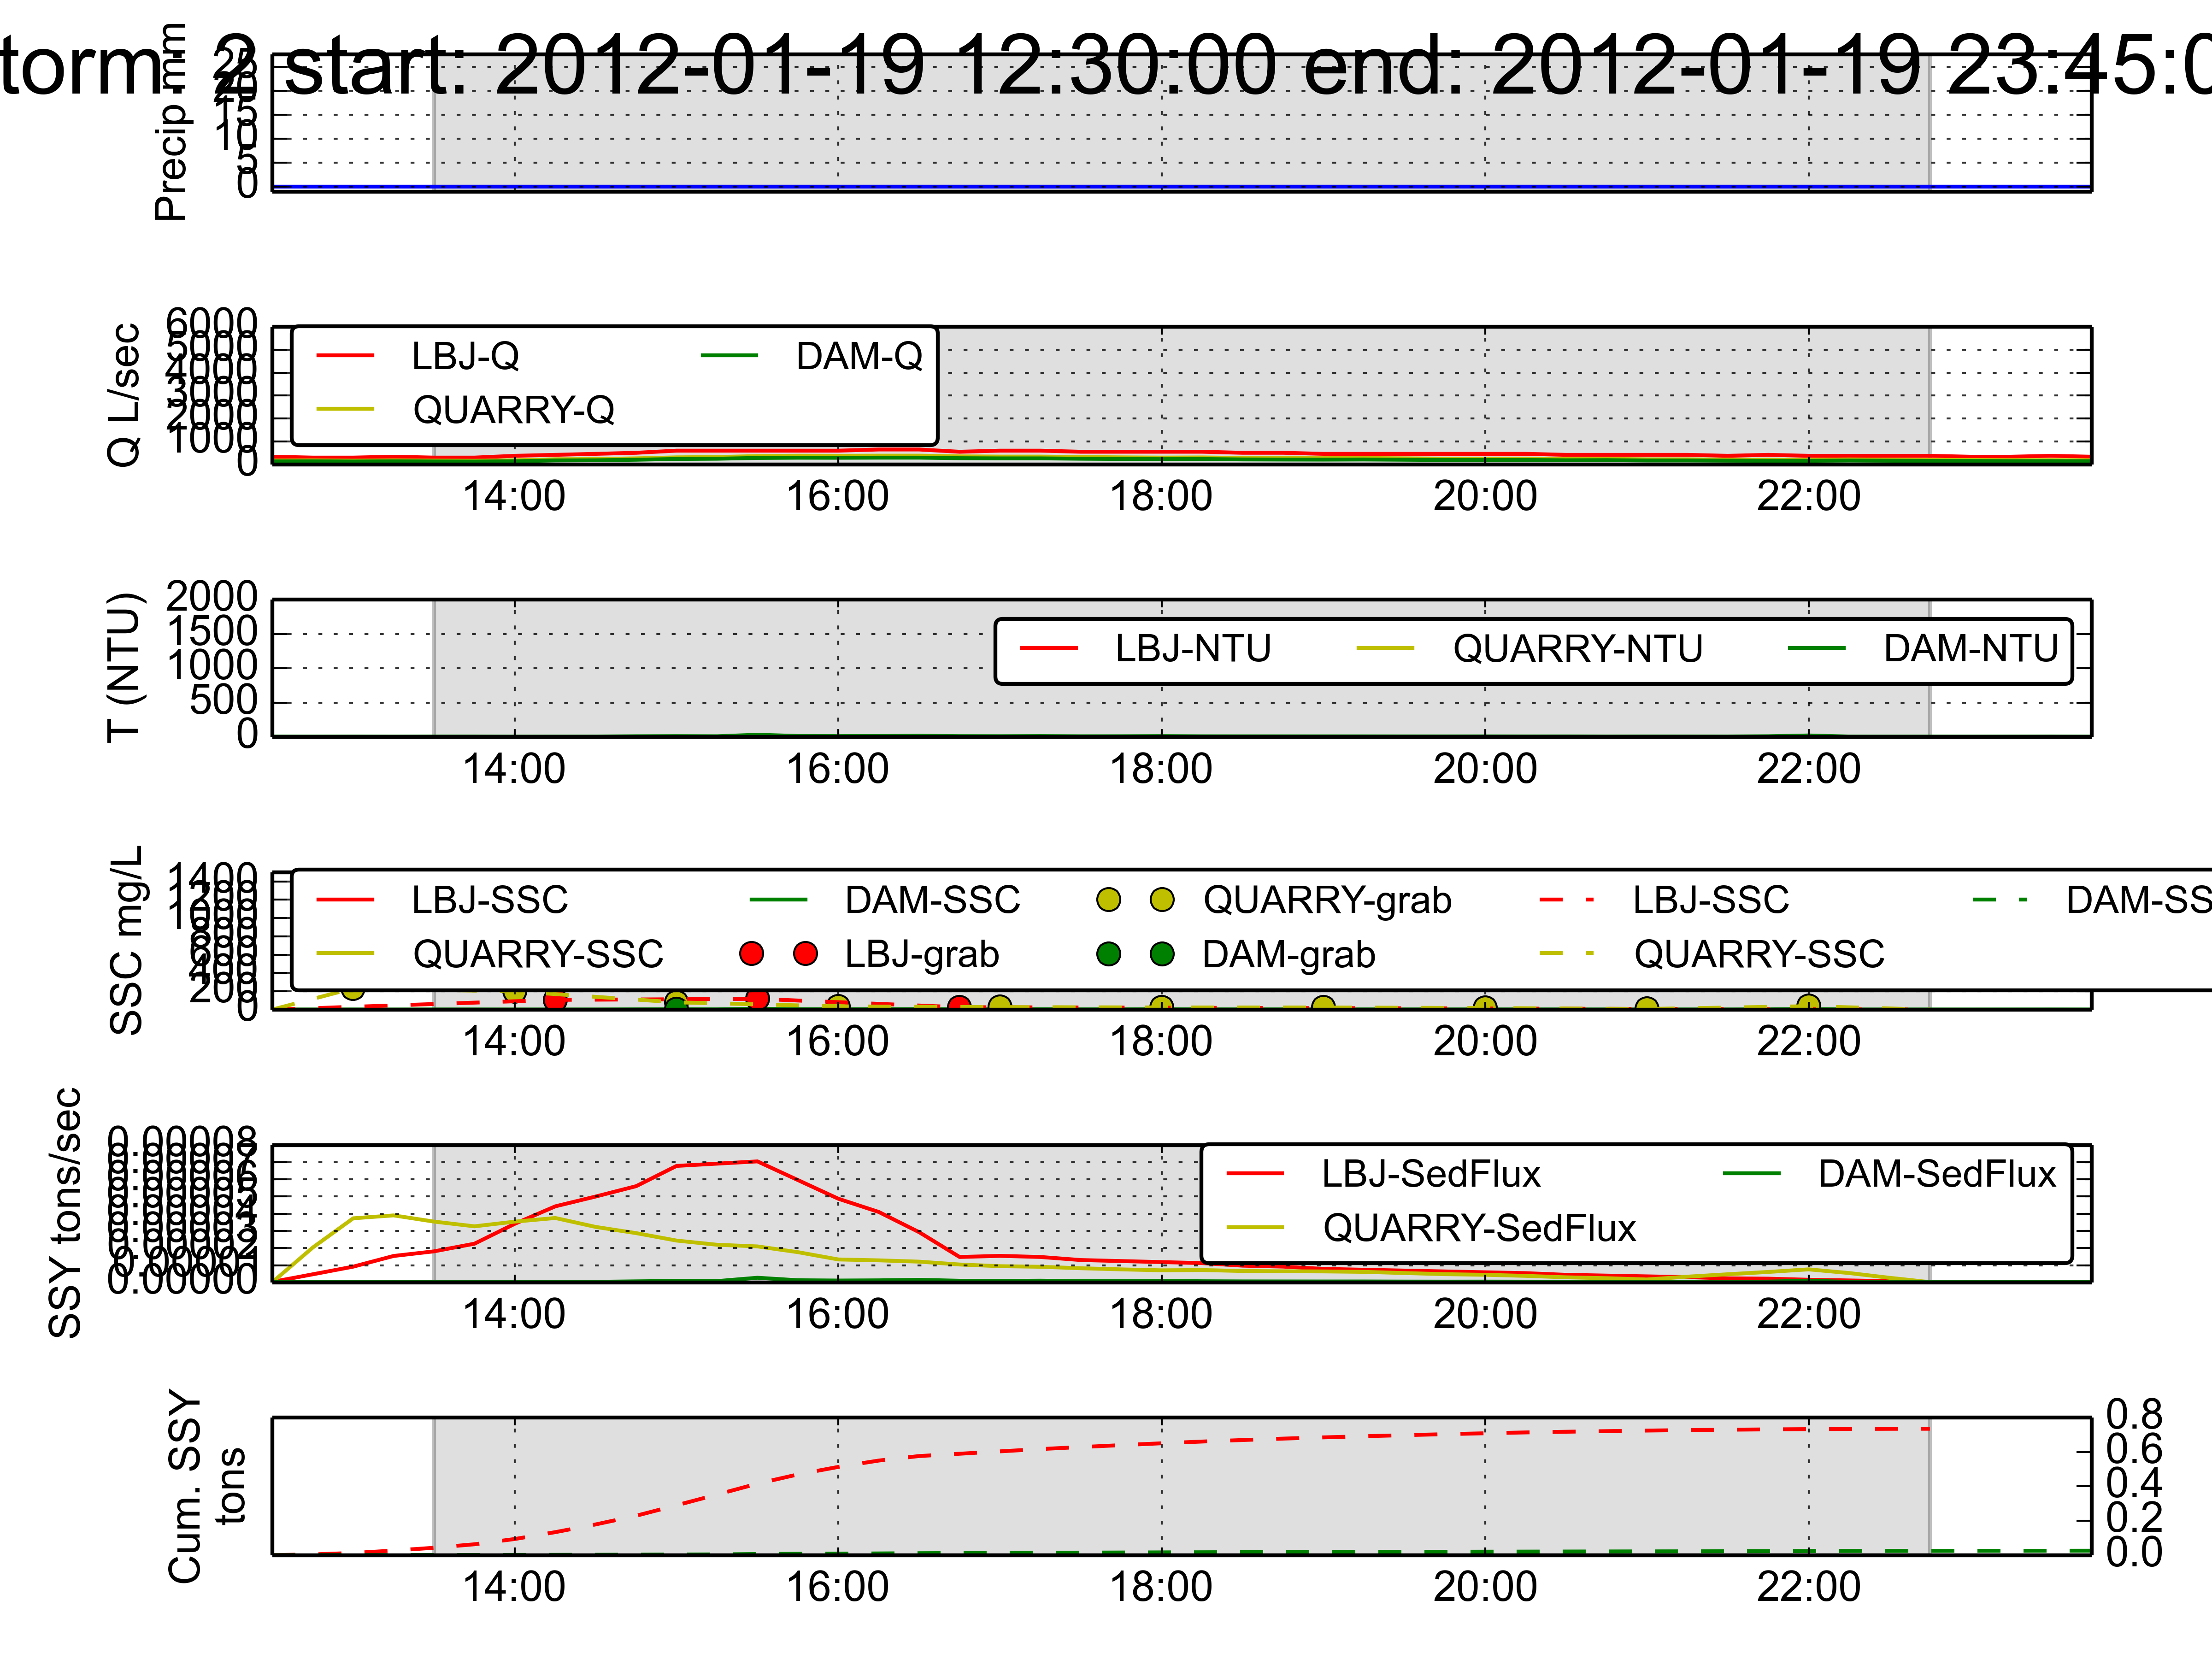 torm: 2 start: 2012-01-19 12:30:00 end: 2012-01-19 23:45:0
Precip mm
25
20
15
10
5
0
Q L/sec
6000
5000
4000
3000
2000
1000
0
LBJ-Q DAM-Q
QUARRY-Q
14:00 16:00 18:00 20:00 22:00
T (NTU)
2000
1500
1000
500
0
LBJ-NTU QUARRY-NTU DAM-NTU
14:00 16:00 18:00 20:00 22:00
SSC mg/L
1400
1200
1000
800
600
400
200
0
LBJ-SSC DAM-SSC QUARRY-grab LBJ-SSC DAM-SS
QUARRY-SSC LBJ-grab DAM-grab QUARRY-SSC
14:00 16:00 18:00 20:00 22:00
SSY tons/sec
0.00008
0.00007
0.00006
0.00005
0.00004
0.00003
0.00002
0.00001
0.00000
LBJ-SedFlux DAM-SedFlux
QUARRY-SedFlux
14:00 16:00 18:00 20:00 22:00
Cum. SSY
tons
0.8
0.6
0.4
0.2
0.0
14:00 16:00 18:00 20:00 22:00